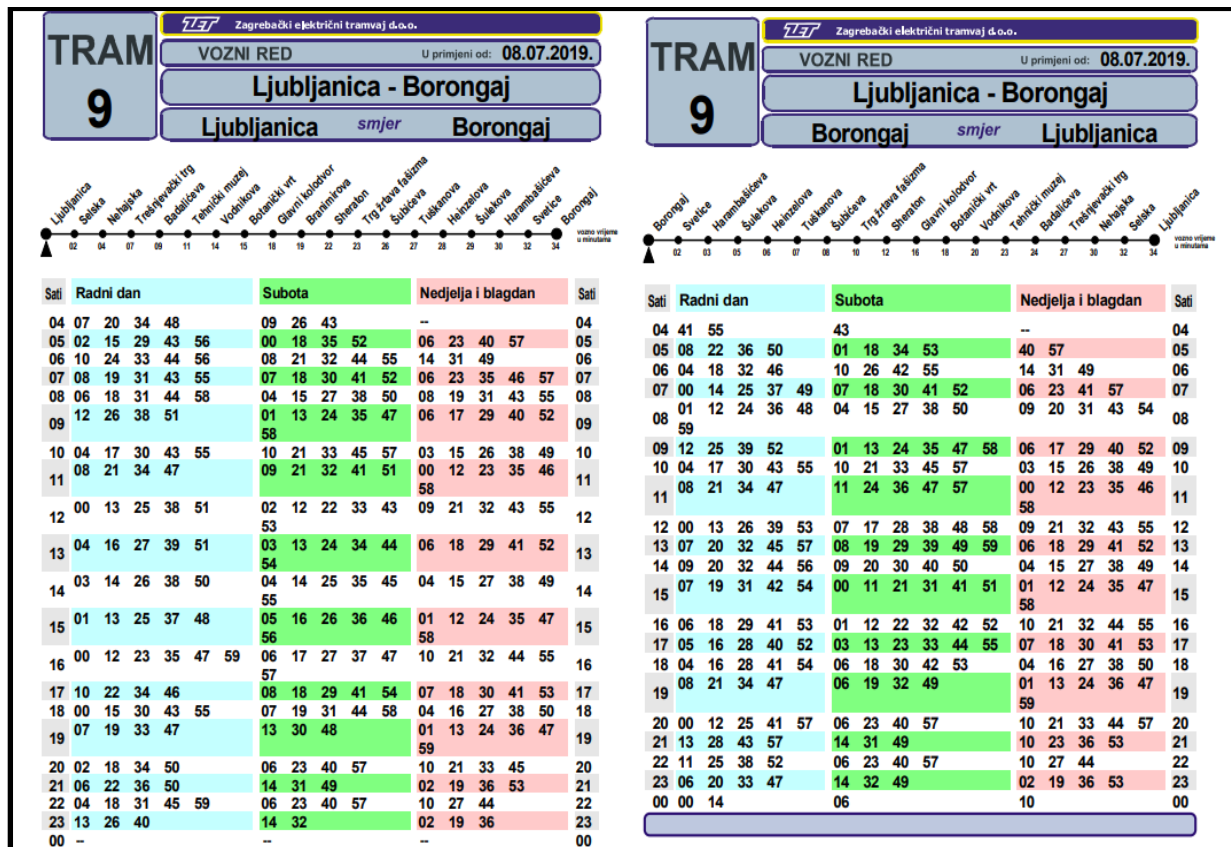 ZET Zagrebački električni tramvaj d.o.o.
TRAM
9
VOZNI RED U primjeni od: 08.07.2019.
Ljubljanica - Borongaj
Ljubljanica smjer Borongaj
Ljubljanica Selska Nehajska Trešnjevački trg Badalićeva Tehnički muzej Vodnikova Botanički vrt Glavni kolodvor Branimirova Sheraton Trg žrtava fašizma Šubićeva Tuškanova Heinzelova Šulekova Harambašićeva Svetice Borongaj
02 04 07 09 11 14 15 18 19 21 23 26 27 28 29 30 32 34
vozno vrijeme
u minutama
Sati Radni dan Subota Nedjelja i blagdan Sati
04 07 20 34 48 09 26 43 -- 04
05 02 15 29 43 56 00 18 35 52 06 23 40 57 05
06 10 24 33 44 56 08 21 32 44 55 14 31 49 06
07 08 19 31 43 55 07 18 30 41 52 06 23 35 46 57 07
08 06 18 31 44 58 04 15 27 38 50 08 19 31 43 55 08
09 12 26 38 51 01 13 24 35 47 06 17 29 40 52 09
58
10 04 17 30 43 55 10 21 33 45 57 03 15 26 38 49 10
11 08 21 34 47 09 21 32 41 51 00 12 23 35 46 11
58
12 00 13 25 38 51 02 12 22 33 43 09 21 32 43 55 12
53
13 04 16 27 39 51 03 13 24 34 44 06 18 29 41 52 13
54
14 03 14 26 38 50 04 14 25 35 45 04 15 27 38 49 14
55
15 01 13 25 37 48 05 16 26 36 46 01 12 24 35 47 15
56 58
16 00 12 23 35 47 59 06 17 27 37 47 10 21 32 44 55 16
57
17 10 22 34 46 08 18 29 41 54 07 18 30 41 53 17
18 00 15 30 43 55 07 19 31 44 58 04 16 27 38 50 18
19 07 19 33 47 13 30 48 01 13 24 36 47 19
59
20 02 18 34 50 06 23 40 57 10 21 33 45 20
21 06 22 36 50 14 31 49 02 19 36 53 21
22 04 18 31 45 59 06 23 40 57 10 27 44 22
23 13 26 40 14 32 02 19 36 23
00 -- -- -- 00
ZET Zagrebački električni tramvaj d.o.o.
TRAM
9
VOZNI RED U primjeni od: 08.07.2019.
Ljubljanica - Borongaj
Borongaj smjer Ljubljanica
Borongaj Svetice Harambašićeva Šulekova Heinzelova Tuškanova Šubićeva Trg žrtava fašizma Sheraton Glavni kolodvor Botanički vrt Vodnikova Tehnički muzej Badalićeva Trešnjevački trg Nehajska Selska Ljubljanica
02 03 05 06 07 08 10 12 16 18 20 23 24 27 30 32 34
vozno vrijeme
u minutama
Sati Radni dan Subota Nedjelja i blagdan Sati
04 41 55 43 -- 04
05 08 22 36 50 01 18 34 53 40 57 05
06 04 18 32 46 10 26 42 55 14 31 49 06
07 00 14 25 37 49 07 18 30 41 52 06 23 41 57 07
08 01 12 24 36 48 04 15 27 38 50 09 20 31 43 54 08
59
09 12 25 39 52 01 13 24 35 47 58 06 17 29 40 52 09
10 04 17 30 43 55 10 21 33 45 57 03 15 26 38 49 10
11 08 21 34 47 11 24 36 47 57 00 12 23 35 46 11
58
12 00 13 26 39 53 07 17 28 38 48 58 09 21 32 43 55 12
13 07 20 32 45 57 08 19 29 39 49 59 06 18 29 41 52 13
14 09 20 32 44 56 09 20 30 40 50 04 15 27 38 49 14
15 07 19 31 42 54 00 11 21 31 41 51 01 12 24 35 47 15
58
16 06 18 29 41 53 01 12 22 32 42 52 10 21 32 44 55 16
17 05 16 28 40 52 03 13 23 33 44 55 07 18 30 41 53 17
18 04 16 28 41 54 06 18 30 42 53 04 16 27 38 50 18
19 08 21 34 47 06 19 32 49 01 13 24 36 47 19
59
20 00 12 25 41 57 06 23 40 57 10 21 33 44 57 20
21 13 28 43 57 14 31 49 10 23 36 53 21
22 11 25 38 52 06 23 40 57 10 27 44 22
23 06 20 33 47 14 32 49 02 19 36 53 23
00 00 14 06 10 00